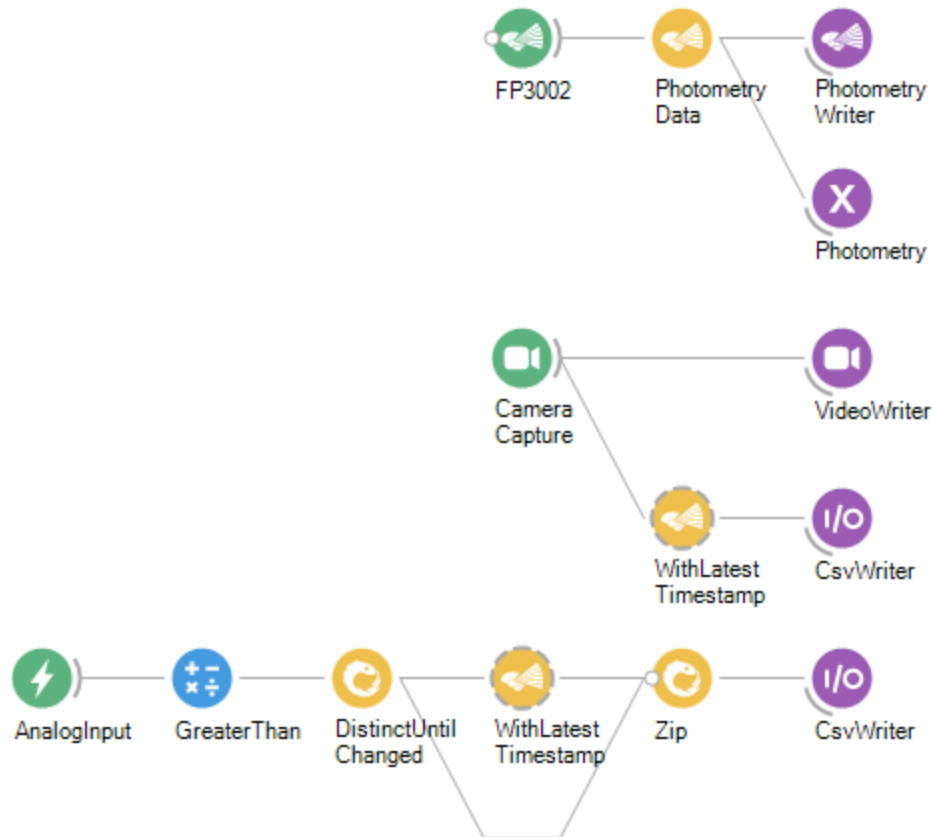 FP3002
Photometry
Data
Photometry
Writer
X
Photometry
Camera
Capture
VideoWriter
WithLatest
Timestamp
I/O
CsvWriter
+ −
× ÷
AnalogInput
GreaterThan
DistinctUntil
Changed
WithLatest
Timestamp
Zip
I/O
CsvWriter